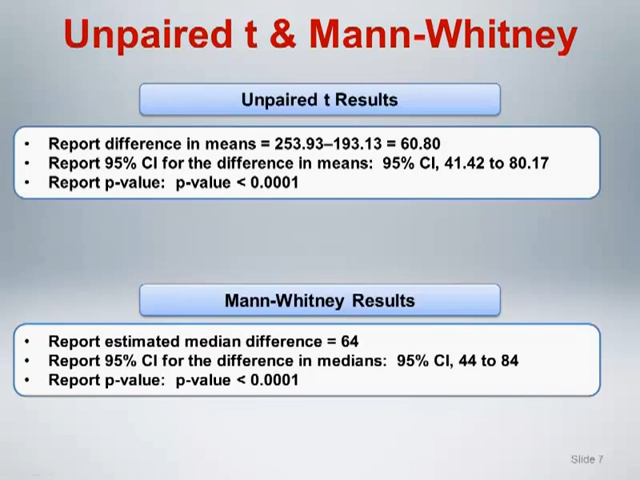 Unpaired t & Mann-Whitney
Unpaired t Results
• Report difference in means = 253.93–193.13 = 60.80
• Report 95% CI for the difference in means: 95% CI, 41.42 to 80.17
• Report p-value: p-value < 0.0001
Mann-Whitney Results
• Report estimated median difference = 64
• Report 95% CI for the difference in medians: 95% CI, 44 to 84
• Report p-value: p-value < 0.0001
Slide 7